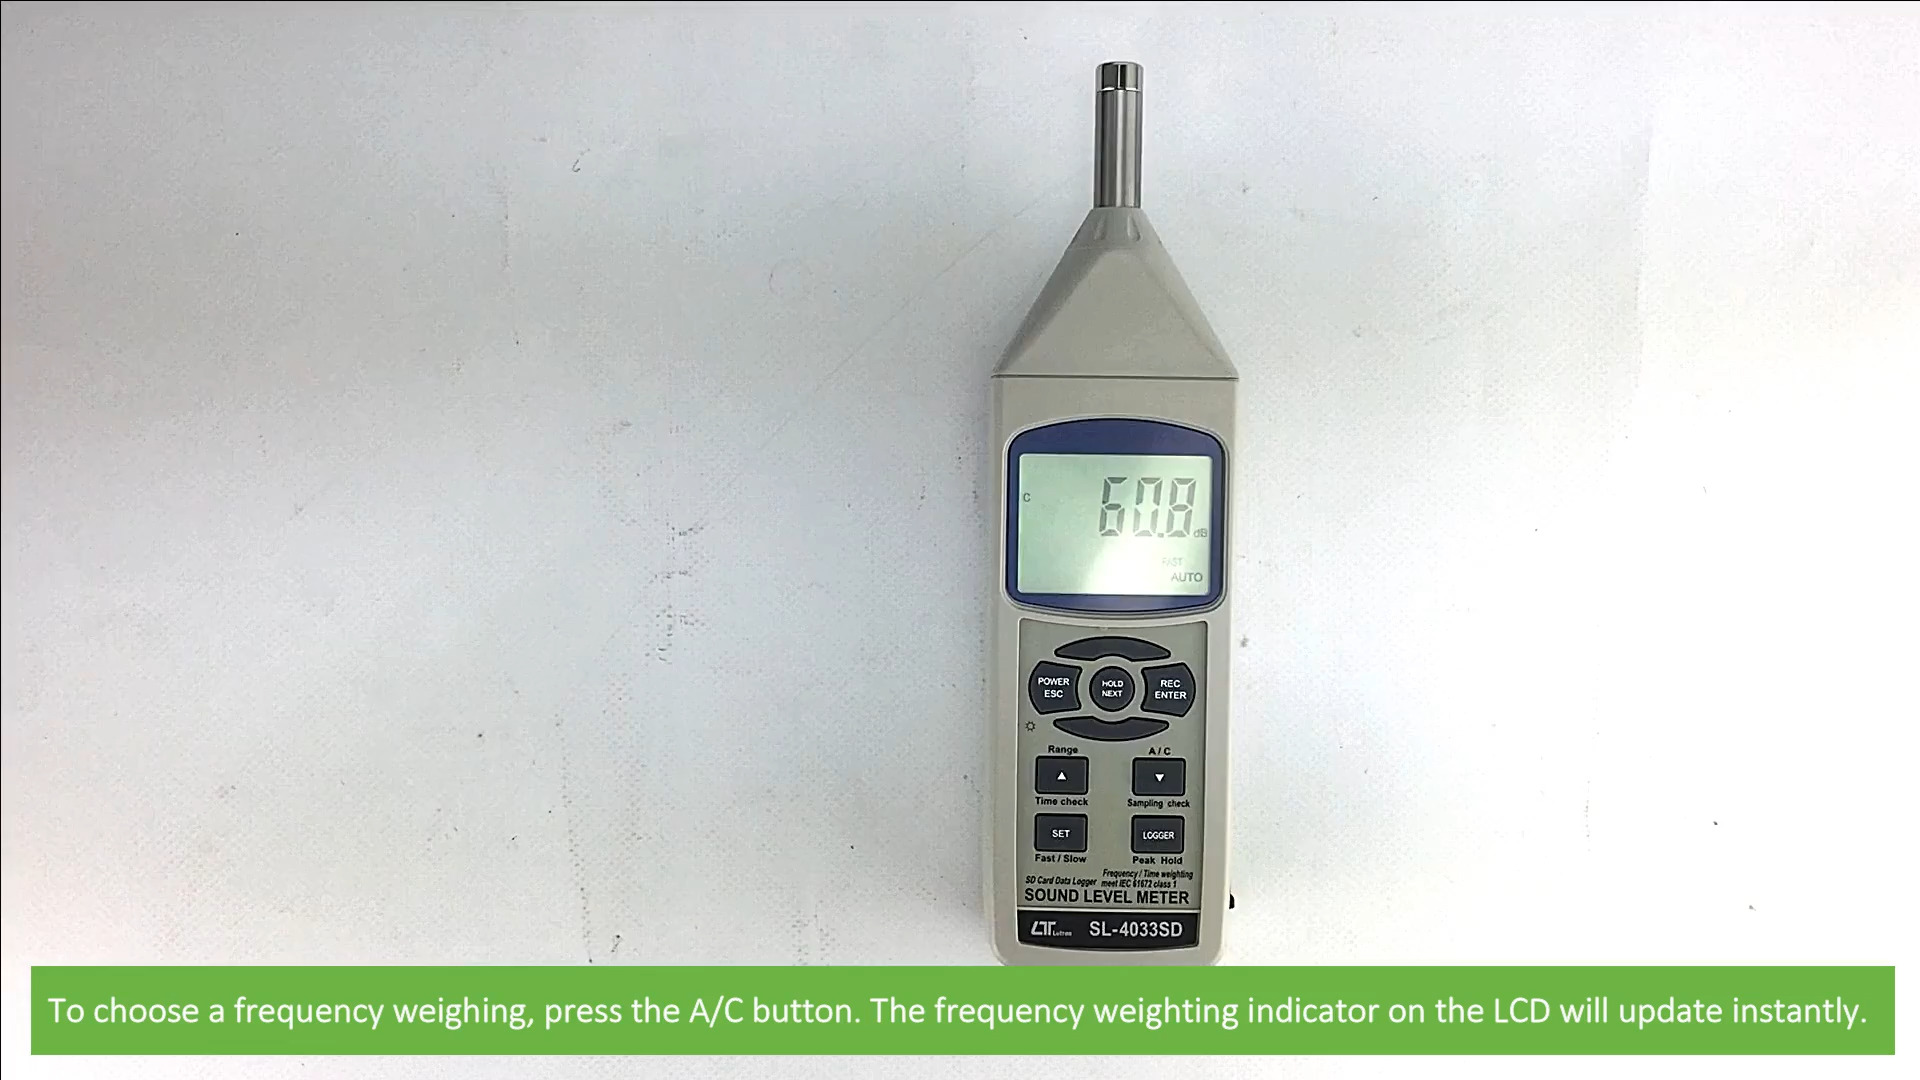 C
60.8
dB
FAST
AUTO
POWER
ESC
HOLD
NEXT
REC
ENTER
Range
A / C
Time check
Sampling check
SET
LOGGER
Fast / Slow
Peak Hold
SD Card Data Logger
Frequency / Time weighting
meet IEC 61672 class 1
SOUND LEVEL METER
Lutron
SL-4033SD
To choose a frequency weighing, press the A/C button. The frequency weighting indicator on the LCD will update instantly.